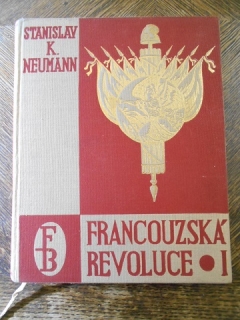 STANISLAV
K.
NEUMANN
FB
FRANCOUZSKÁ
REVOLUCE • I